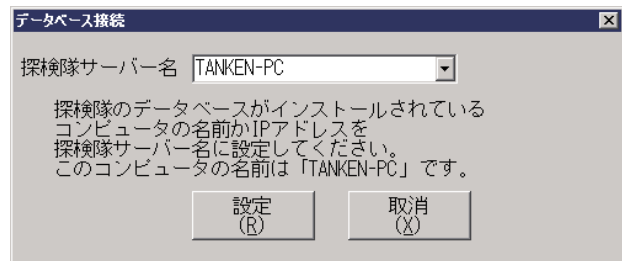 データベース接続
探検隊サーバー名 TANKEN-PC
探検隊のデータベースがインストールされている
コンピュータの名前かIPアドレスを
探検隊サーバー名に設定してください。
このコンピュータの名前は「TANKEN-PC」です。
設定 取消
(R) (X)